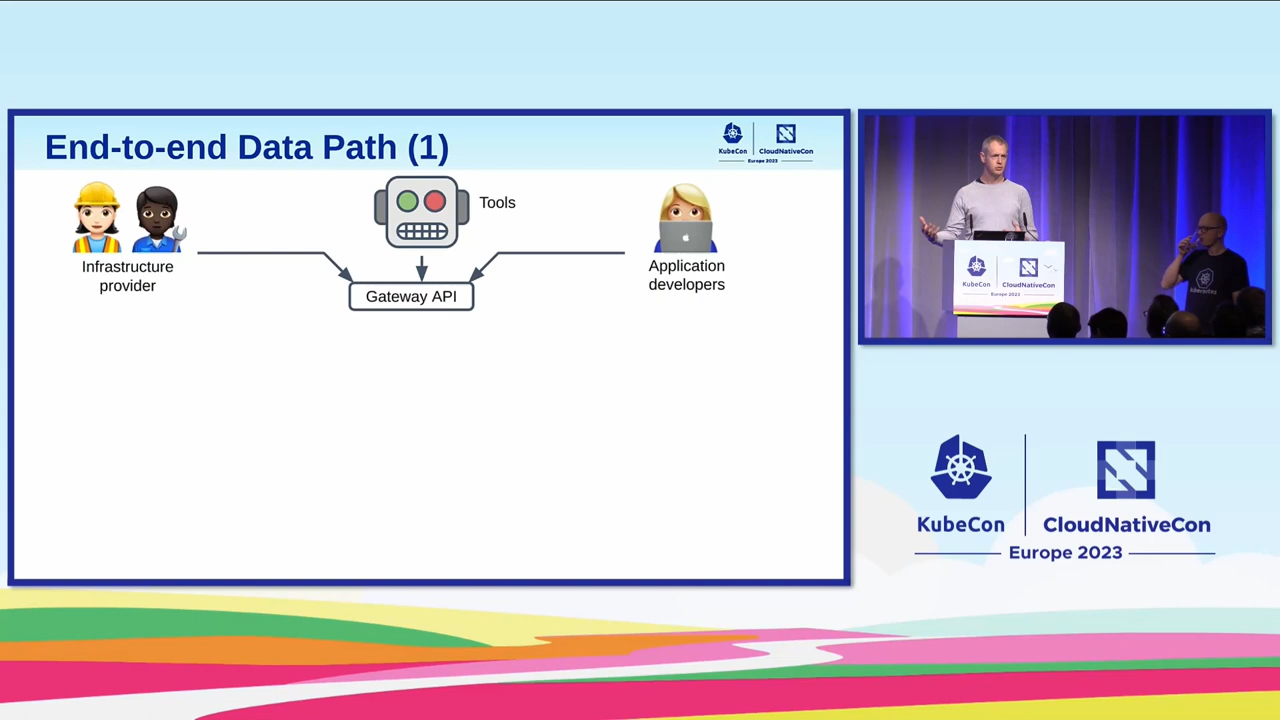 End-to-end Data Path (1)
KubeCon
CloudNativeCon
Europe 2023
Tools
Infrastructure
provider
Application
developers
Gateway API
KubeCon
CloudNativeCon
Europe 2023
kubernetes
KubeCon
CloudNativeCon
Europe 2023